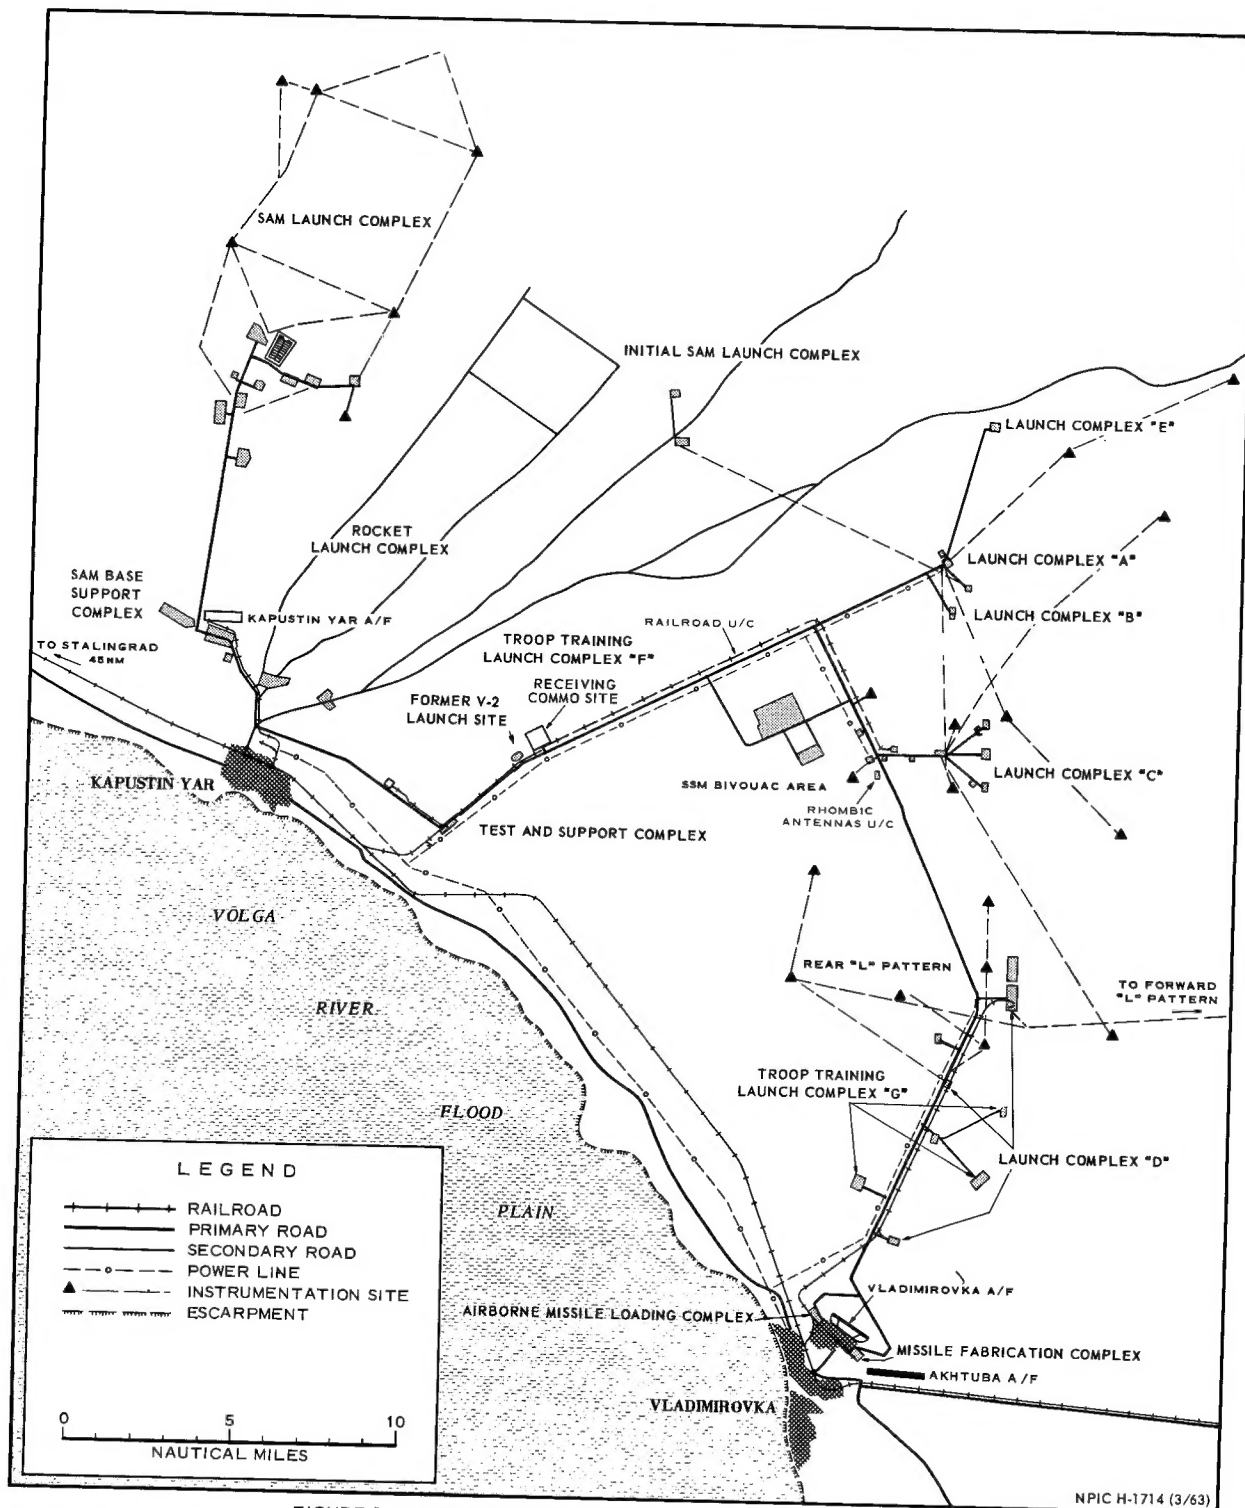 SAM LAUNCH COMPLEX
INITIAL SAM LAUNCH COMPLEX
LAUNCH COMPLEX "E"
ROCKET
LAUNCH COMPLEX
LAUNCH COMPLEX "A"
SAM BASE
SUPPORT
COMPLEX
KAPUSTIN YAR A/F
RAILROAD U/C
LAUNCH COMPLEX "B"
TO STALINGRAD
45NM
TROOP TRAINING
LAUNCH COMPLEX "F"
RECEIVING
COMMO SITE
FORMER V-2
LAUNCH SITE
KAPUSTIN YAR
SSM BIVOUAC AREA
LAUNCH COMPLEX "C"
RHOMBIC
ANTENNAS U/C
TEST AND SUPPORT COMPLEX
VOLGA
REAR "L" PATTERN
TO FORWARD
"L" PATTERN
RIVER
TROOP TRAINING
LAUNCH COMPLEX "G"
FLOOD
LAUNCH COMPLEX "D"
PLAIN
LEGEND
RAILROAD
PRIMARY ROAD
SECONDARY ROAD
POWER LINE
INSTRUMENTATION SITE
ESCARPMENT
VLADIMIROVKA A/F
AIRBORNE MISSILE LOADING COMPLEX
MISSILE FABRICATION COMPLEX
AKHTUBA A/F
VLADIMIROVKA
0 5 10
NAUTICAL MILES
NPIC H-1714 (3/63)